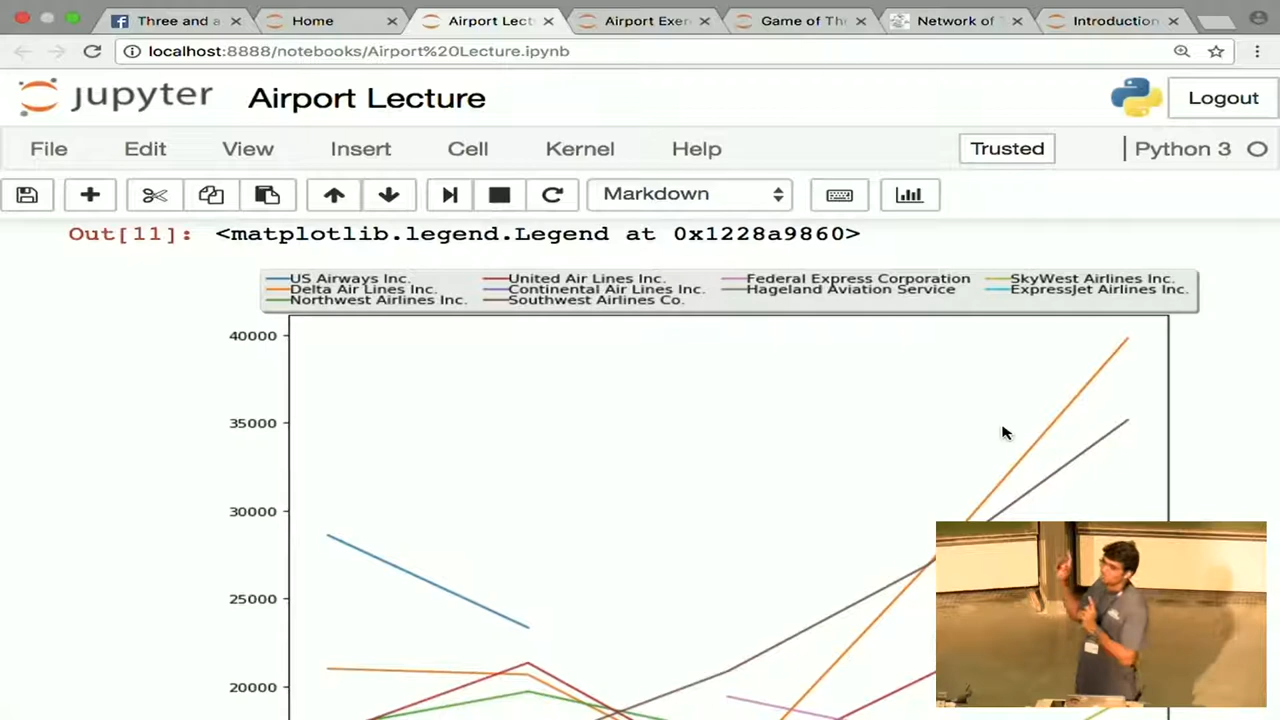 Three and a
Home
Airport Lect
Airport Exer
Game of Th
Network of
Introduction
localhost:8888/notebooks/Airport%20Lecture.ipynb
jupyter Airport Lecture
Logout
File Edit View Insert Cell Kernel Help Trusted Python 3
Markdown
Out[11]: <matplotlib.legend.Legend at 0x1228a9860>
US Airways Inc. United Air Lines Inc. Federal Express Corporation SkyWest Airlines Inc.
Delta Air Lines Inc. Continental Air Lines Inc. Hageland Aviation Service ExpressJet Airlines Inc.
Northwest Airlines Inc. Southwest Airlines Co.
40000
35000
30000
25000
20000